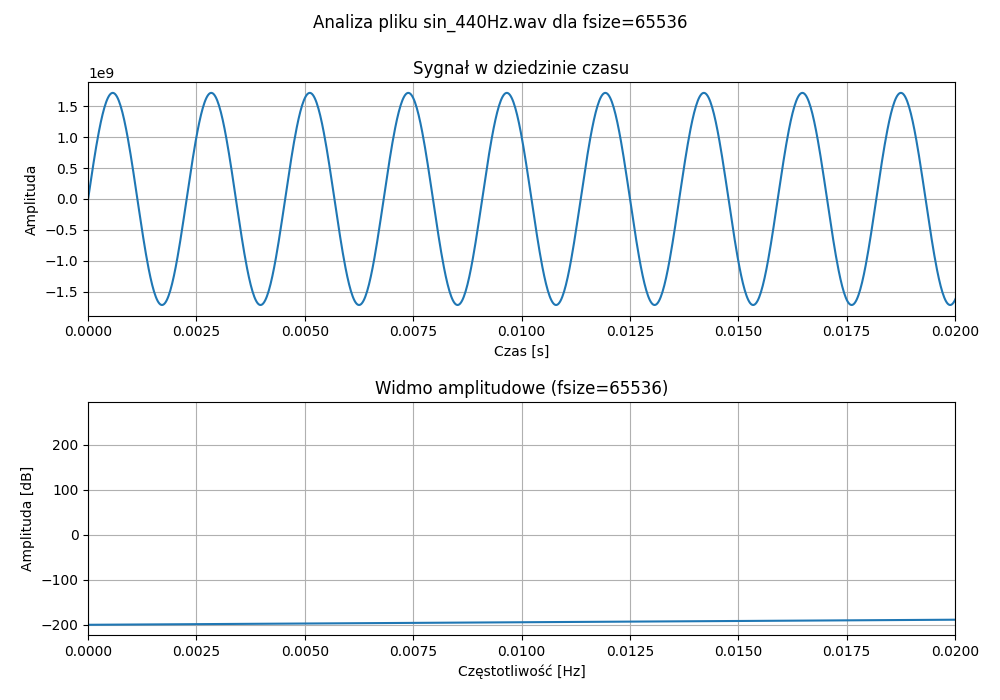 Analiza pliku sin_440Hz.wav dla fsize=65536
Sygnał w dziedzinie czasu
1e9
1.5
1.0
0.5
0.0
−0.5
−1.0
−1.5
Amplituda
0.0000 0.0025 0.0050 0.0075 0.0100 0.0125 0.0150 0.0175 0.0200
Czas [s]
Widmo amplitudowe (fsize=65536)
200
100
0
−100
−200
Amplituda [dB]
0.0000 0.0025 0.0050 0.0075 0.0100 0.0125 0.0150 0.0175 0.0200
Częstotliwość [Hz]